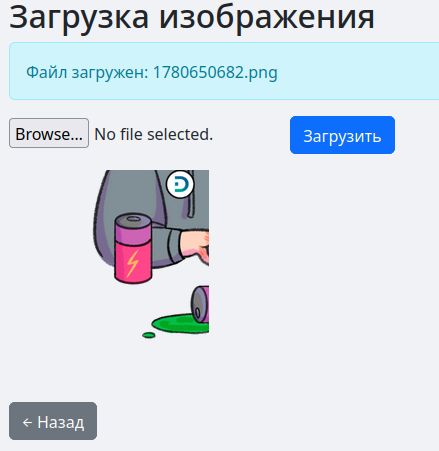 Загрузка изображения
Файл загружен: 1780650682.png
Browse... No file selected. Загрузить
← Назад